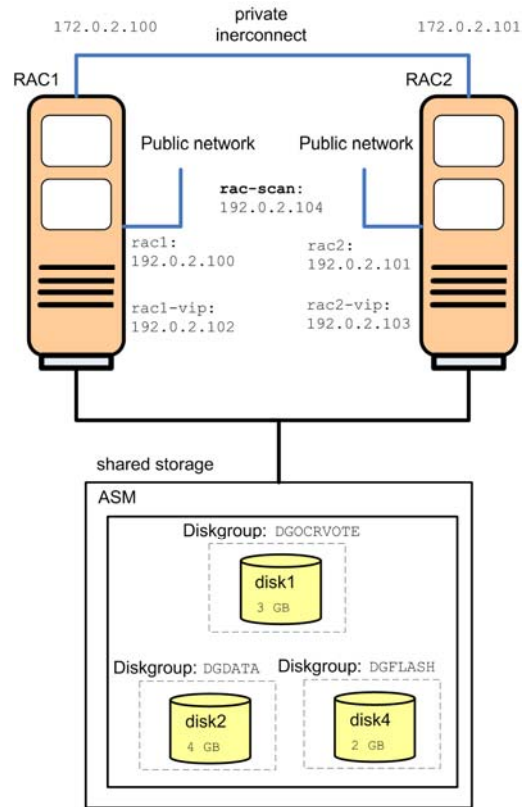 private
172.0.2.100 inerconnect 172.0.2.101
RAC1 RAC2
Public network Public network
rac-scan:
192.0.2.104
rac1:
192.0.2.100
rac2:
192.0.2.101
rac1-vip:
192.0.2.102
rac2-vip:
192.0.2.103
shared storage
ASM
Diskgroup: DGOCRVOTE
disk1
3 GB
Diskgroup: DGDATA
disk2
4 GB
Diskgroup: DGFLASH
disk4
2 GB